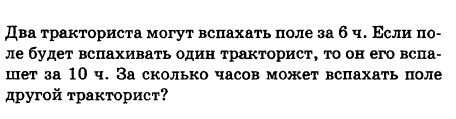 Два тракториста могут вспахать поле за 6 ч. Если по-
ле будет вспахивать один тракторист, то он его вспа-
шет за 10 ч. За сколько часов может вспахать поле
другой тракторист?